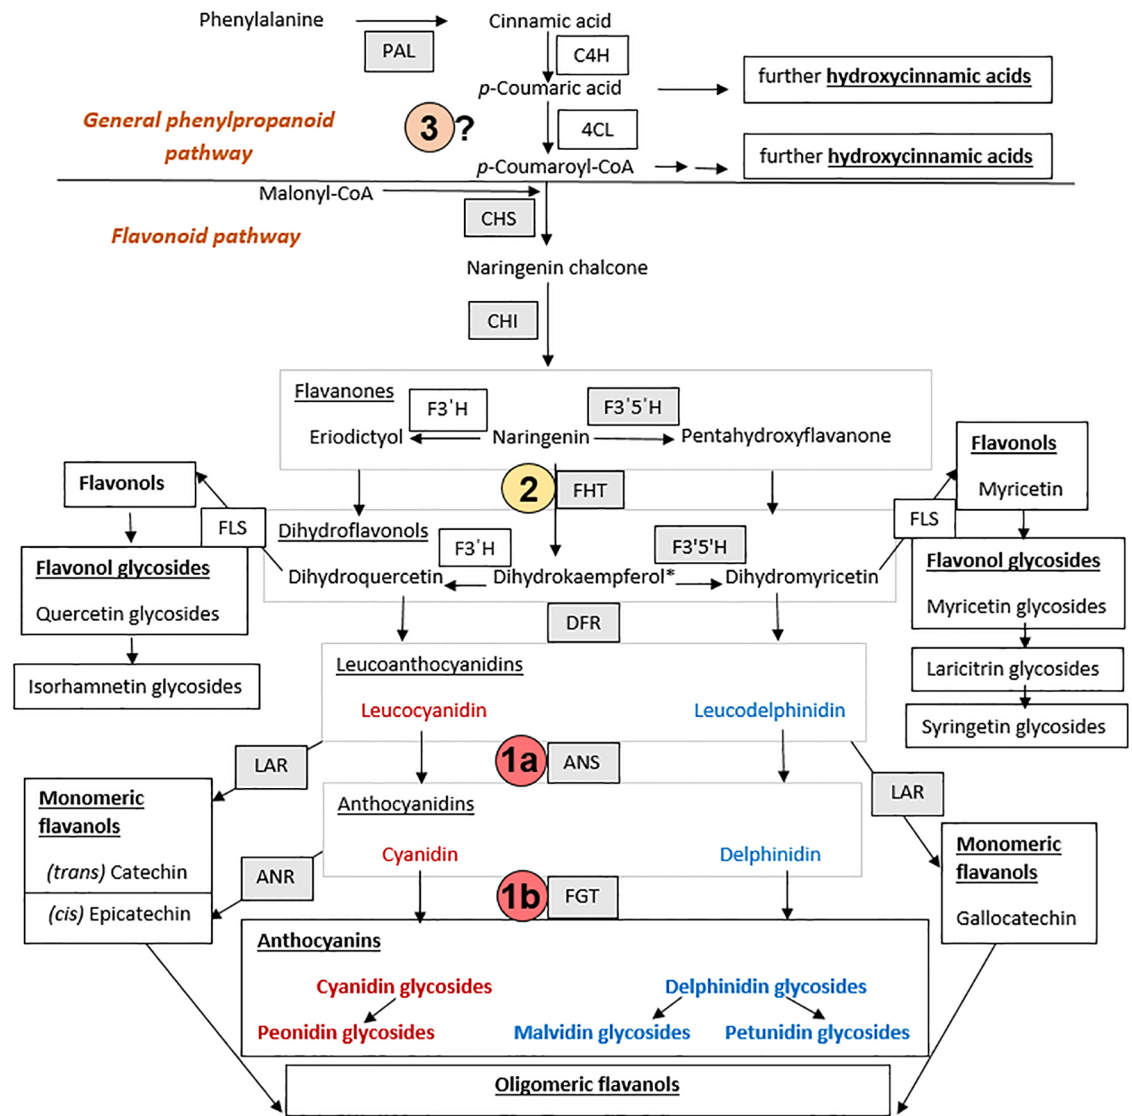 Phenylalanine
Cinnamic acid
PAL
C4H
p-Coumaric acid
further hydroxycinnamic acids
General phenylpropanoid
pathway
3 ?
4CL
p-Coumaroyl-CoA
further hydroxycinnamic acids
Malonyl-CoA
CHS
Flavonoid pathway
Naringenin chalcone
CHI
Flavanones
F3'H
F3'5'H
Eriodictyol
Naringenin
Pentahydroxyflavanone
Flavonols
Myricetin
Flavonols
2
FHT
FLS
FLS
Dihydroflavonols
F3'H
F3'5'H
Dihydroquercetin
Dihydrokaempferol*
Dihydromyricetin
Flavonol glycosides
Quercetin glycosides
Flavonol glycosides
Myricetin glycosides
DFR
Isorhamnetin glycosides
Leucoanthocyanidins
Laricitrin glycosides
Leucocyanidin
Leucodelphinidin
Syringetin glycosides
LAR
1a
ANS
LAR
Monomeric
flavanols
(trans) Catechin
(cis) Epicatechin
Anthocyanidins
Cyanidin
Delphinidin
Monomeric
flavanols
Gallocatechin
ANR
1b
FGT
Anthocyanins
Cyanidin glycosides
Delphinidin glycosides
Peonidin glycosides
Malvidin glycosides
Petunidin glycosides
Oligomeric flavanols